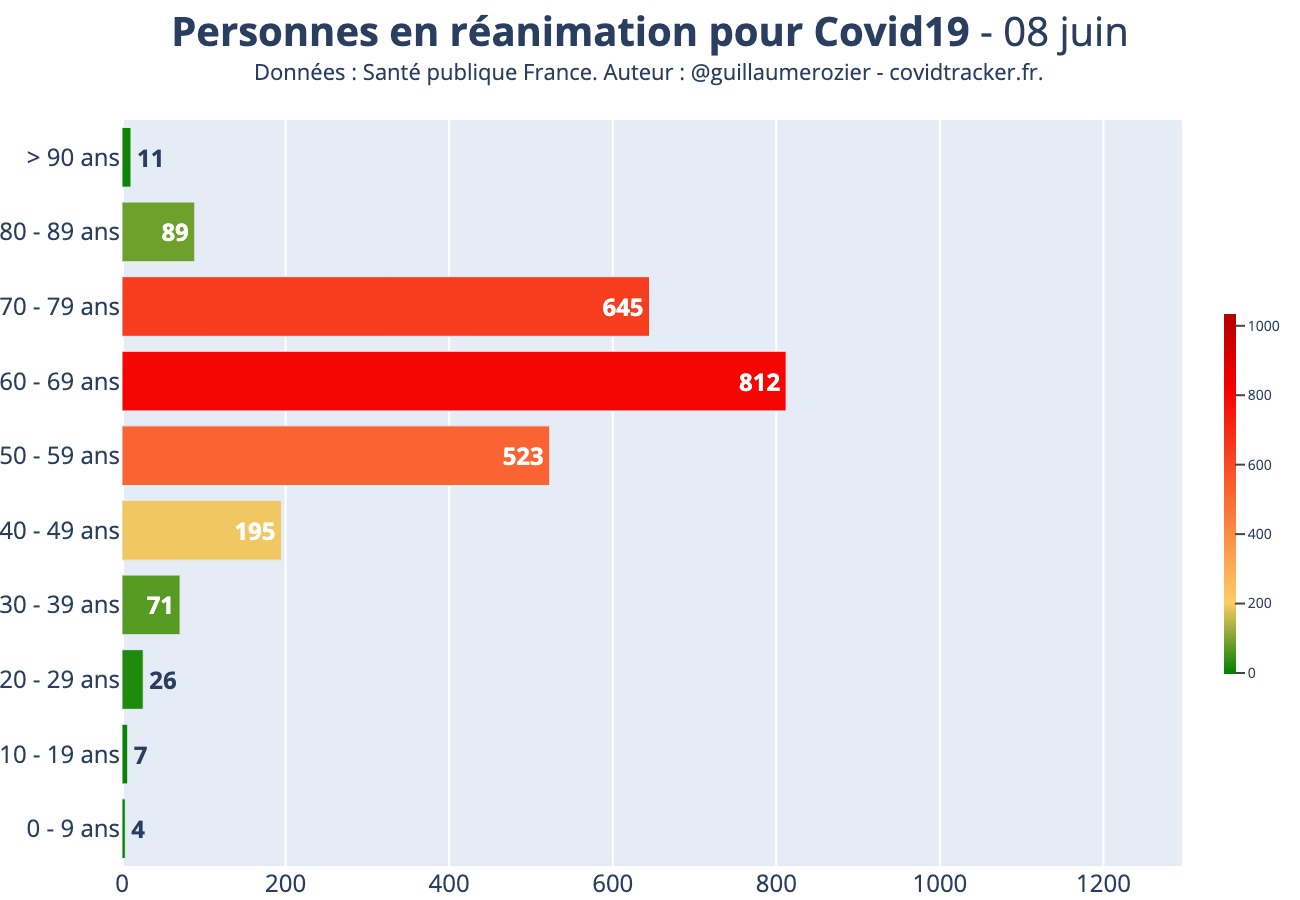 Personnes en réanimation pour Covid19 - 08 juin
Données : Santé publique France. Auteur : @guillaumerozier - covidtracker.fr.
> 90 ans 11
80 - 89 ans 89
70 - 79 ans 645
60 - 69 ans 812
50 - 59 ans 523
40 - 49 ans 195
30 - 39 ans 71
20 - 29 ans 26
10 - 19 ans 7
0 - 9 ans 4
0 200 400 600 800 1000 1200
1000
800
600
400
200
0